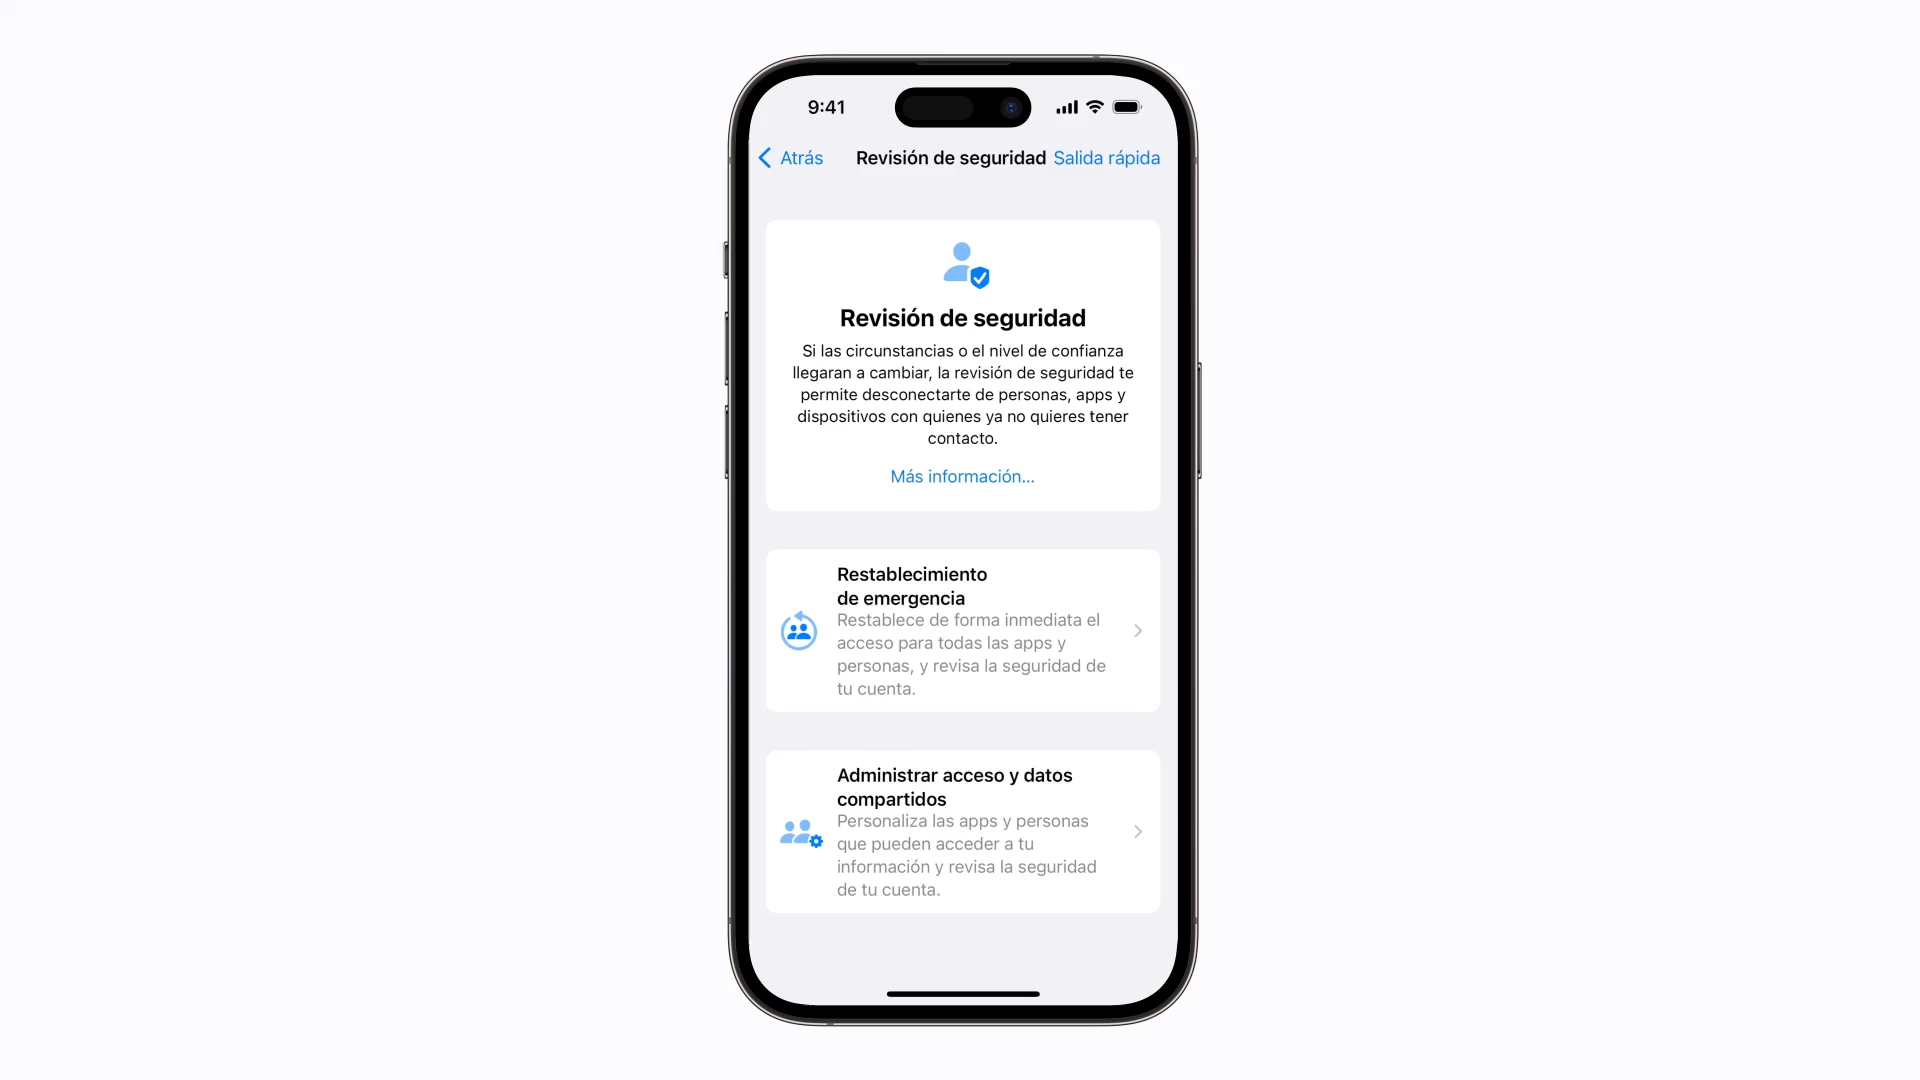 9:41
Atrás
Revisión de seguridad
Salida rápida
Revisión de seguridad
Si las circunstancias o el nivel de confianza
llegaran a cambiar, la revisión de seguridad te
permite desconectarte de personas, apps y
dispositivos con quienes ya no quieres tener
contacto.
Más información...
Restablecimiento
de emergencia
Restablece de forma inmediata el
acceso para todas las apps y
personas, y revisa la seguridad de
tu cuenta.
Administrar acceso y datos
compartidos
Personaliza las apps y personas
que pueden acceder a tu
información y revisa la seguridad
de tu cuenta.